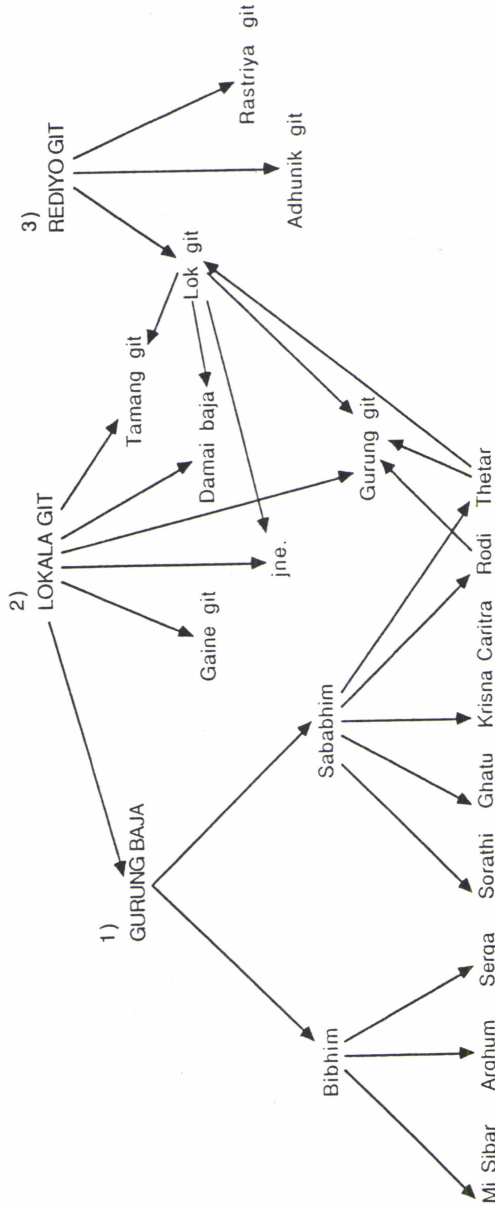 3)
REDIYO GIT
2)
LOKALA GIT
1)
GURUNG BAJA
Rastriya git
Adhunik git
Lok git
Tamang git
Damai baja
Gurung git
jne.
Gaine git
Sababhim
Bibhim
Mi Sibar
Arghum
Serga
Sorathi
Ghatu
Krisna Caritra
Rodi
Thetar